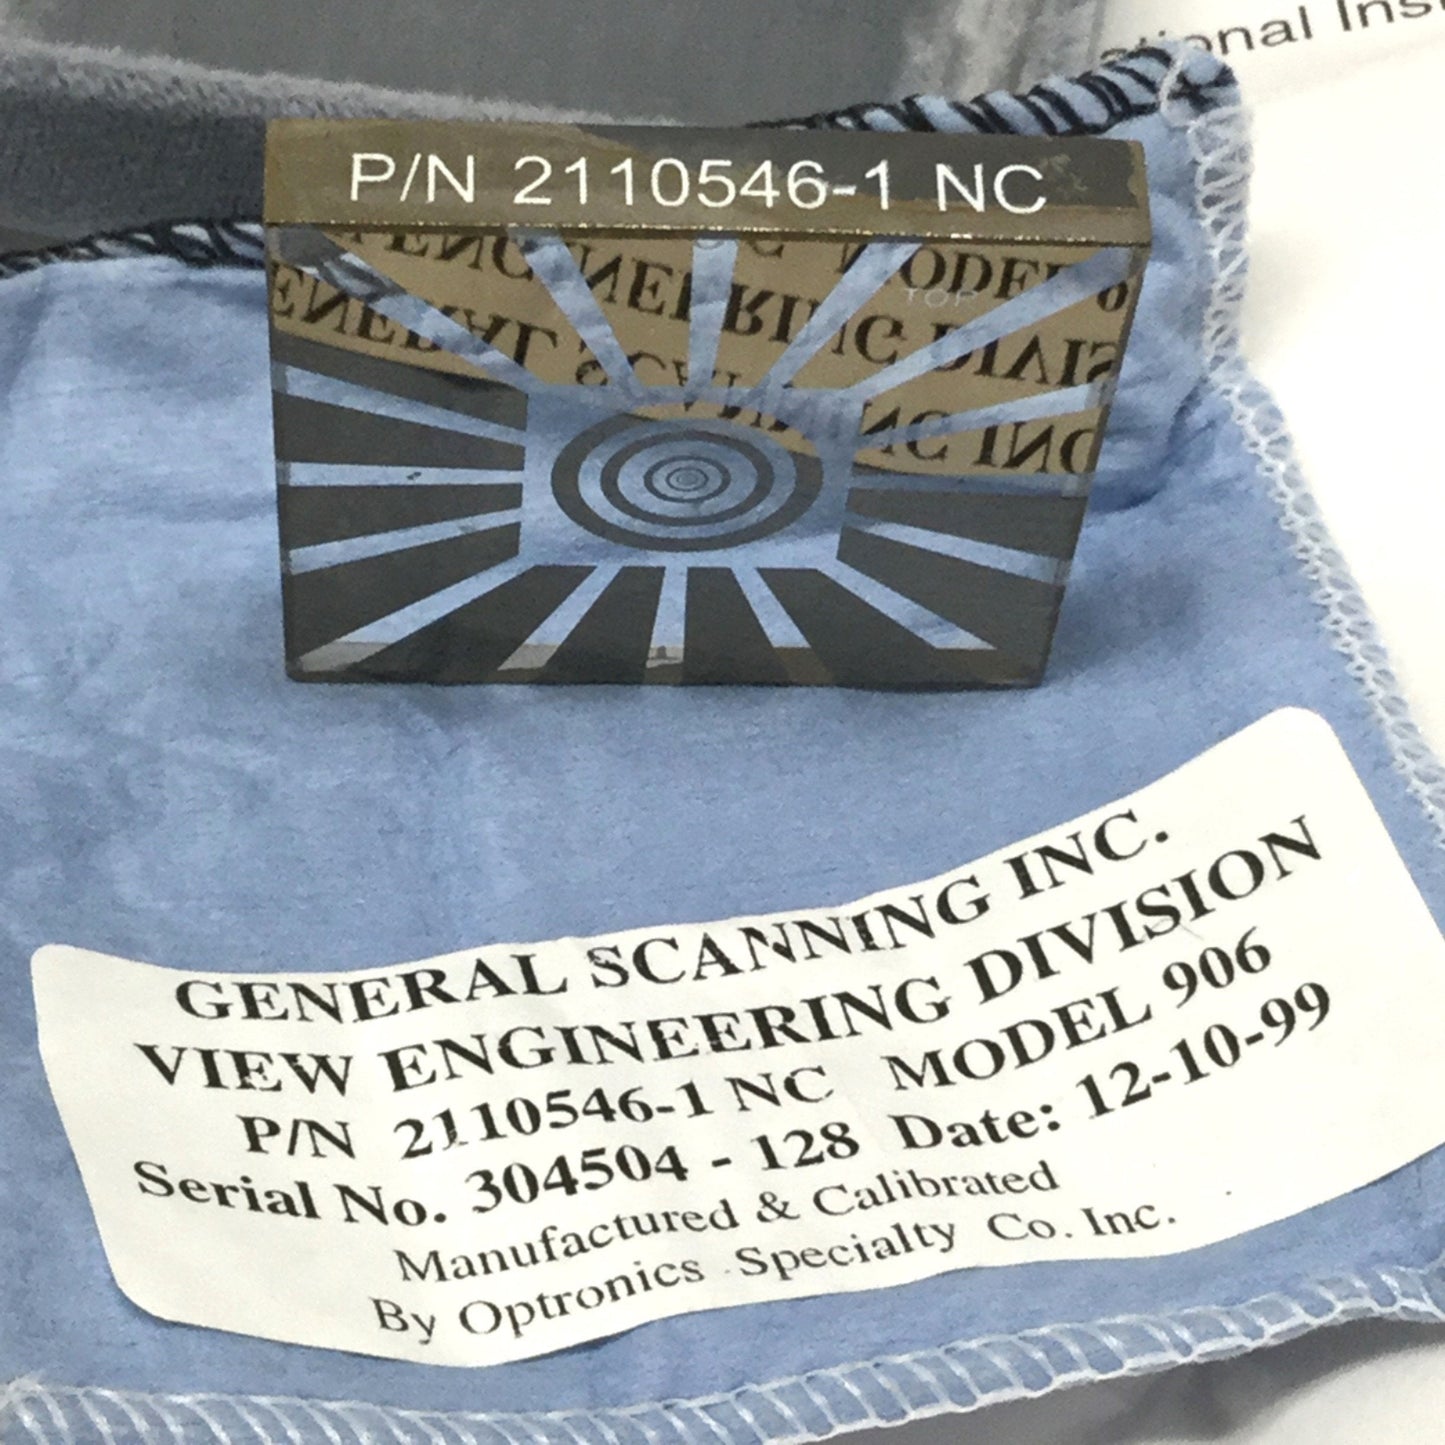 P/N 2110546-1 NC
TOP
GENERAL SCANNING INC.
VIEW ENGINEERING DIVISION
P/N 2110546-1 NC MODEL 906
Serial No. 304504 - 128 Date: 12-10-99
Manufactured & Calibrated
By Optronics Specialty Co. Inc.